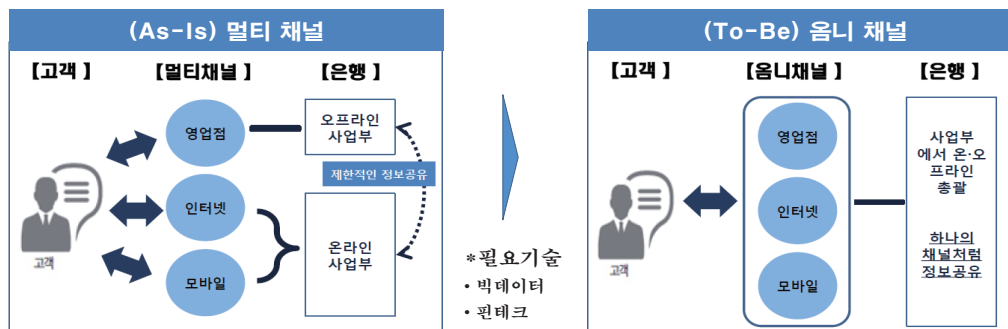 (As-Is) 멀티 채널
【고객 】
【멀티채널 】
【은행 】
영업점
인터넷
모바일
오프라인
사업부
제한적인 정보공유
온라인
사업부
고객
*필요기술
· 빅데이터
· 핀테크
(To-Be) 옴니 채널
【고객 】
【옴니채널】
【은행 】
영업점
인터넷
모바일
사업부
에서 온·오
프라인
총괄
하나의
채널처럼
정보공유
고객